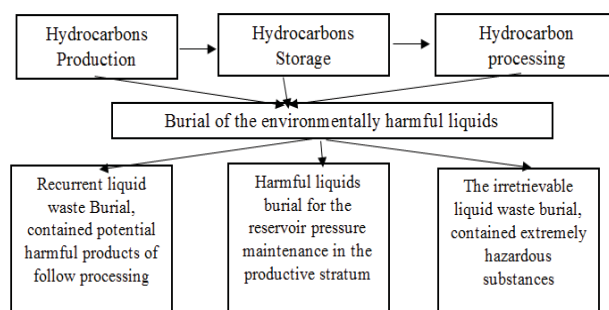 Hydrocarbons
Production
Hydrocarbons
Storage
Hydrocarbon
processing
Burial of the environmentally harmful liquids
Recurrent liquid
waste Burial,
contained potential
harmful products of
follow processing
Harmful liquids
burial for the
reservoir pressure
maintenance in the
productive stratum
The irretrievable
liquid waste burial,
contained extremely
hazardous
substances